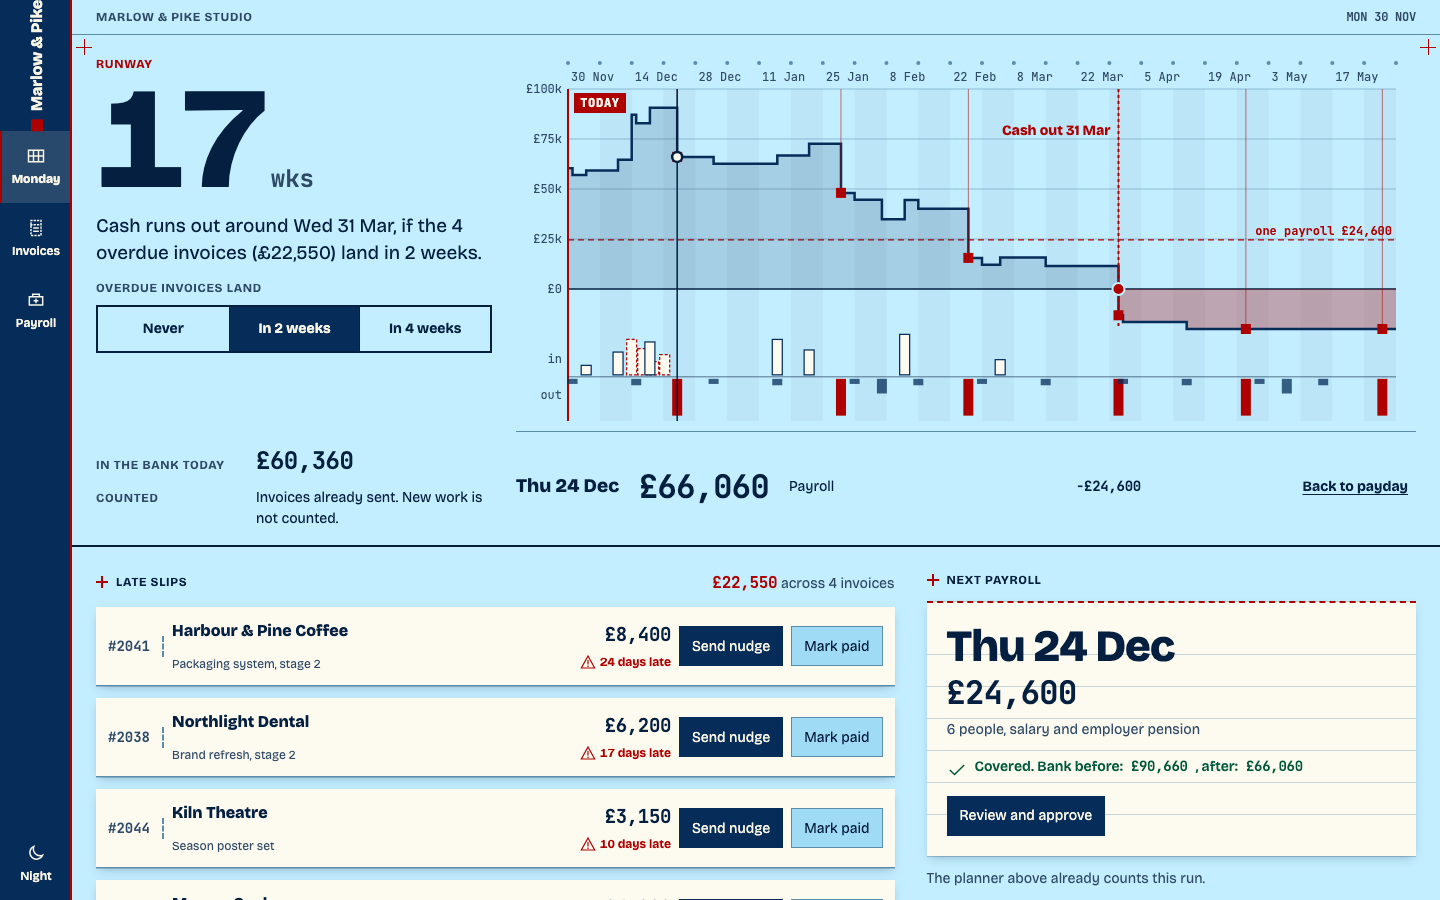 Marlow & Pike
Monday
Invoices
Payroll
Night
MARLOW & PIKE STUDIO
MON 30 NOV
RUNWAY
17 wks
Cash runs out around Wed 31 Mar, if the 4
overdue invoices (£22,550) land in 2 weeks.
OVERDUE INVOICES LAND
Never
In 2 weeks
In 4 weeks
IN THE BANK TODAY
£60,360
COUNTED
Invoices already sent. New work is
not counted.
30 Nov 14 Dec 28 Dec 11 Jan 25 Jan 8 Feb 22 Feb 8 Mar 22 Mar 5 Apr 19 Apr 3 May 17 May
£100k
TODAY
Cash out 31 Mar
£75k
£50k
£25k
one payroll £24,600
£0
in
out
Thu 24 Dec £66,060 Payroll -£24,600 Back to payday
LATE SLIPS
£22,550 across 4 invoices
#2041
Harbour & Pine Coffee
Packaging system, stage 2
£8,400
24 days late
Send nudge
Mark paid
#2038
Northlight Dental
Brand refresh, stage 2
£6,200
17 days late
Send nudge
Mark paid
#2044
Kiln Theatre
Season poster set
£3,150
10 days late
Send nudge
Mark paid
NEXT PAYROLL
Thu 24 Dec
£24,600
6 people, salary and employer pension
Covered. Bank before: £90,660 , after: £66,060
Review and approve
The planner above already counts this run.